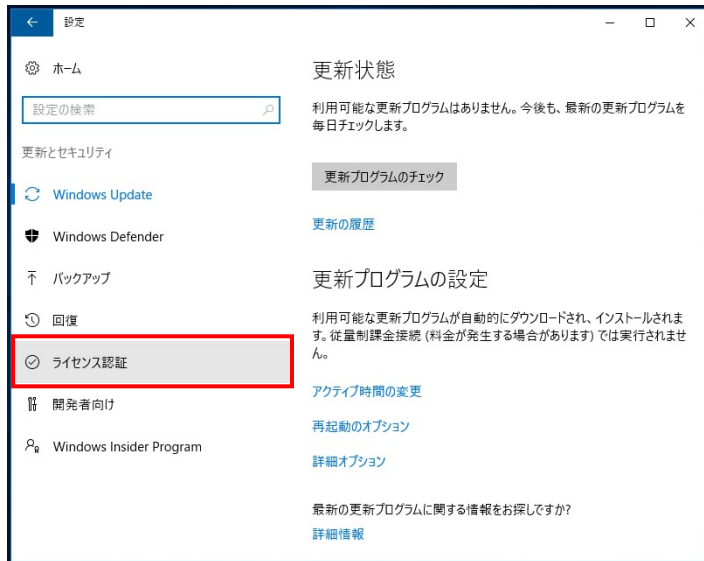 設定
ホーム
設定の検索
更新とセキュリティ
Windows Update
Windows Defender
バックアップ
回復
ライセンス認証
開発者向け
Windows Insider Program
更新状態
利用可能な更新プログラムはありません。今後も、最新の更新プログラムを
毎日チェックします。
更新プログラムのチェック
更新の履歴
更新プログラムの設定
利用可能な更新プログラムが自動的にダウンロードされ、インストールされま
す。従量制課金接続 (料金が発生する場合があります) では実行されませ
ん。
アクティブ時間の変更
再起動のオプション
詳細オプション
最新の更新プログラムに関する情報をお探しですか?
詳細情報